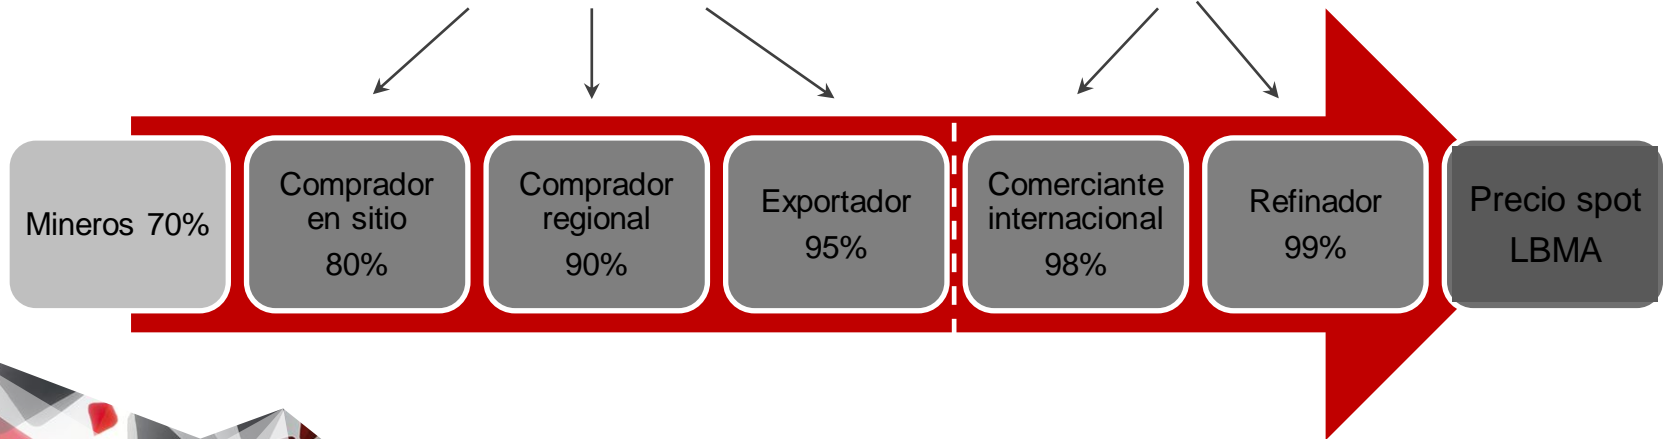 Mineros 70%
Comprador
en sitio
80%
Comprador
regional
90%
Exportador
95%
Comerciante
internacional
98%
Refinador
99%
Precio spot
LBMA